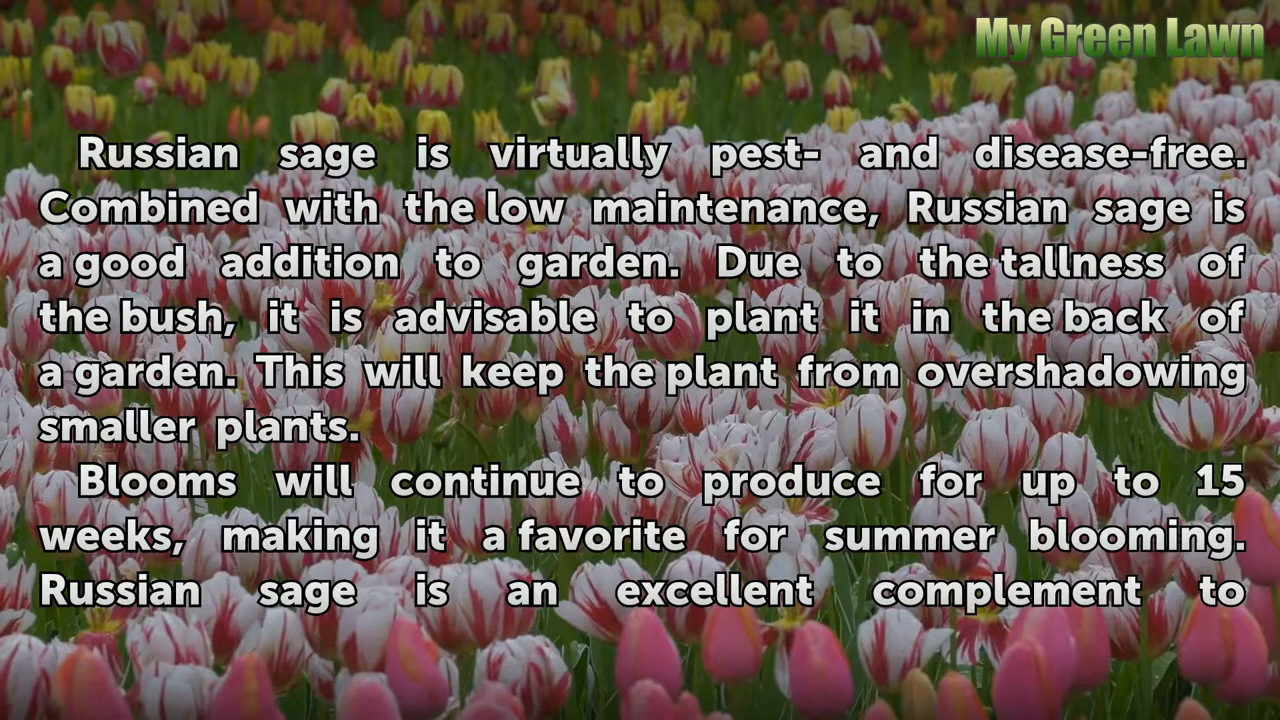 My Green Lawn
Russian sage is virtually pest- and disease-free.
Combined with the low maintenance, Russian sage is
a good addition to garden. Due to the tallness of
the bush, it is advisable to plant it in the back of
a garden. This will keep the plant from overshadowing
smaller plants.
Blooms will continue to produce for up to 15
weeks, making it a favorite for summer blooming.
Russian sage is an excellent complement to